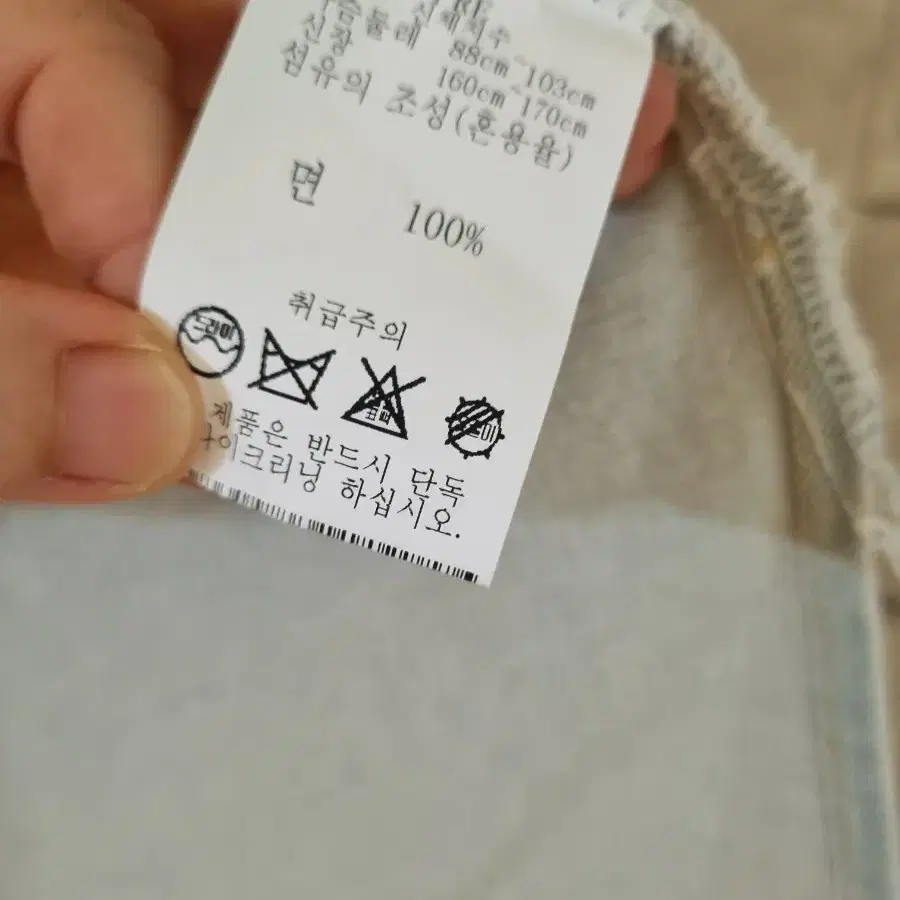 신체치수
가슴둘레 88cm~103cm
신장 160cm~170cm
섬유의 조성(혼용율)
면 100%
취급주의
드라이
표백
제품은 반드시 단독
드라이크리닝 하십시오.